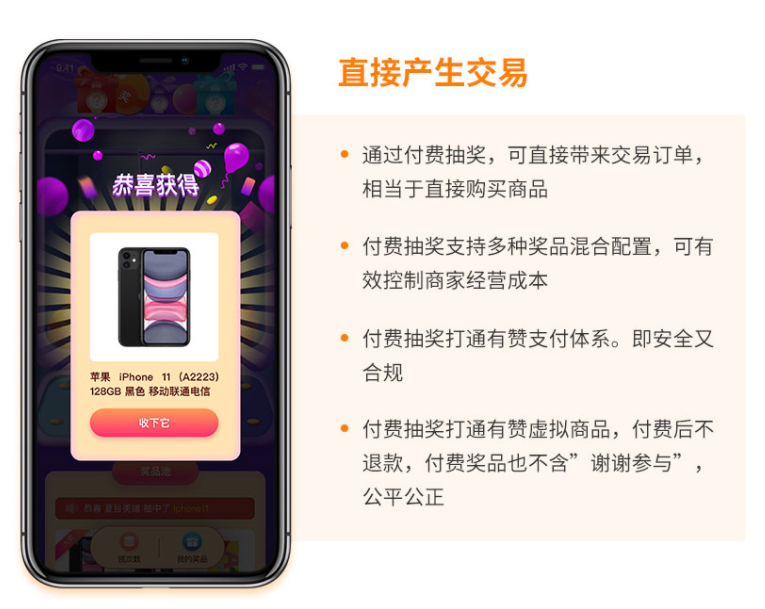 直接产生交易
通过付费抽奖，可直接带来交易订单，
相当于直接购买商品
付费抽奖支持多种奖品混合配置，可有
效控制商家经营成本
付费抽奖打通有赞支付体系。即安全又
合规
付费抽奖打通有赞虚拟商品，付费后不
退款，付费奖品也不含”谢谢参与”，
公平公正
9:41
奖
恭喜获得
苹果 iPhone 11 (A2223)
128GB 黑色 移动联通电信
收下它
奖品池
iphone11
我的奖品